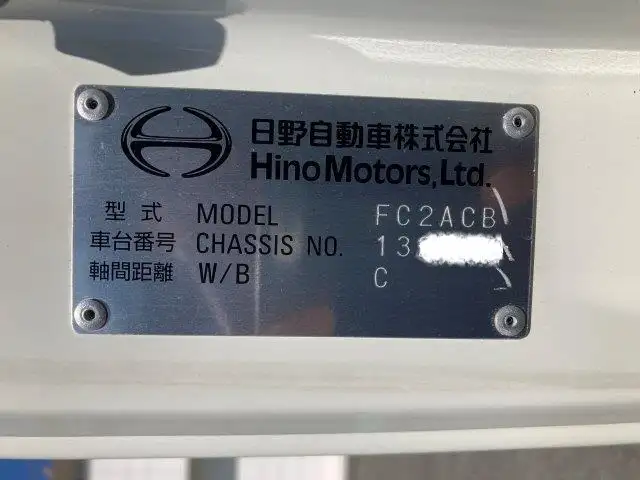 日野自動車株式会社
Hino Motors, Ltd.
型式 MODEL FC2ACB
車台番号 CHASSIS NO. 13
軸間距離 W/B C